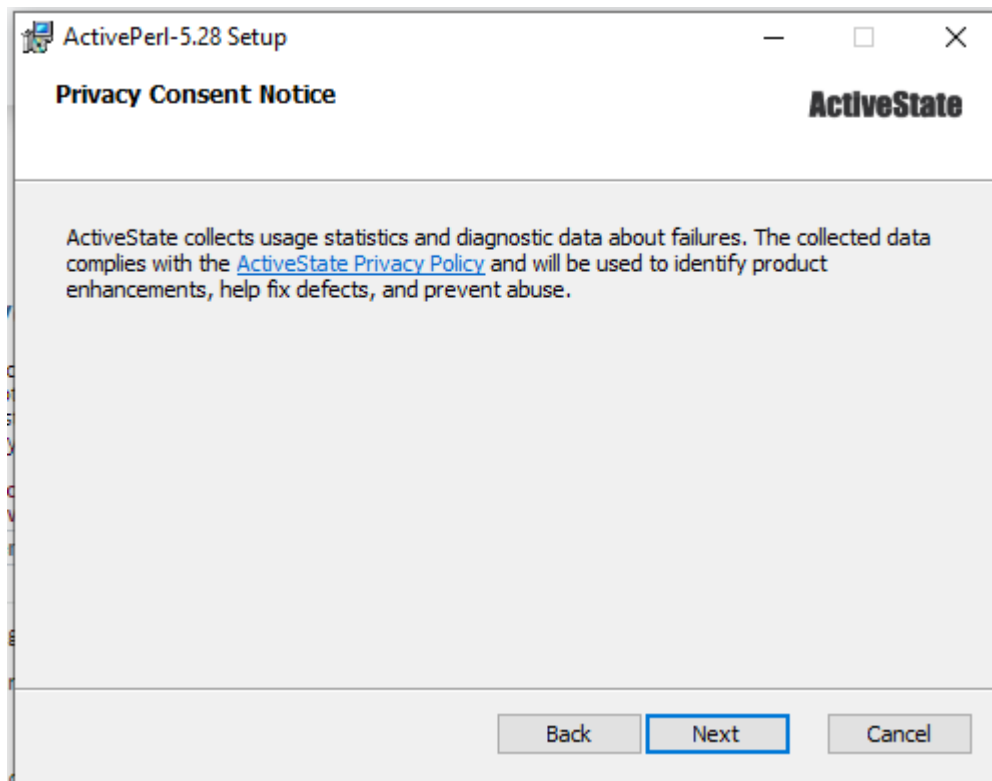 ActivePerl-5.28 Setup
Privacy Consent Notice
ActiveState
ActiveState collects usage statistics and diagnostic data about failures. The collected data
complies with the ActiveState Privacy Policy and will be used to identify product
enhancements, help fix defects, and prevent abuse.
Back Next Cancel